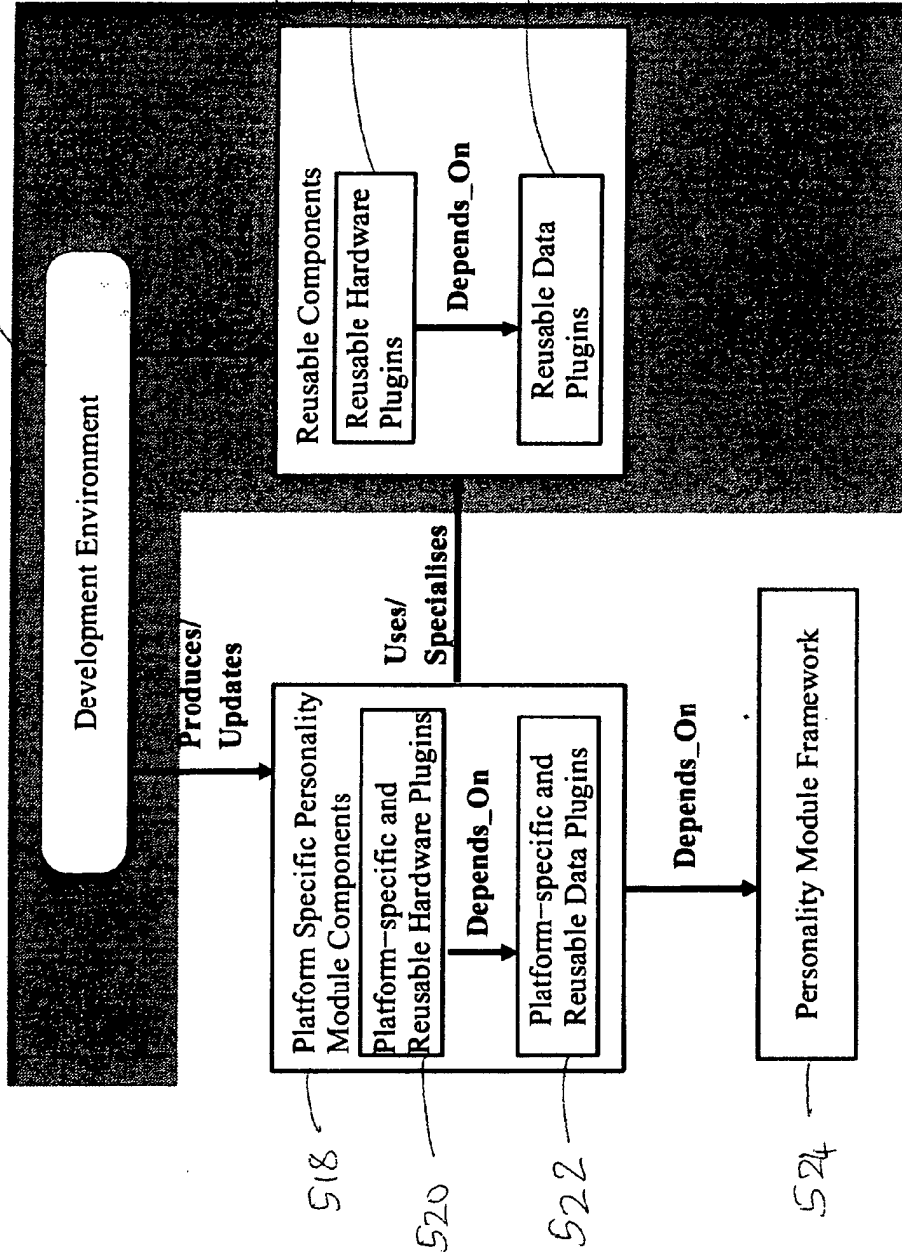 Development Environment
Produces/
Updates
Platform Specific Personality
Module Components
Platform-specific and
Reusable Hardware Plugins
Depends_On
Platform-specific and
Reusable Data Plugins
Uses/
Specialises
Reusable Components
Reusable Hardware
Plugins
Depends_On
Reusable Data
Plugins
Depends_On
Personality Module Framework
518
520
522
524